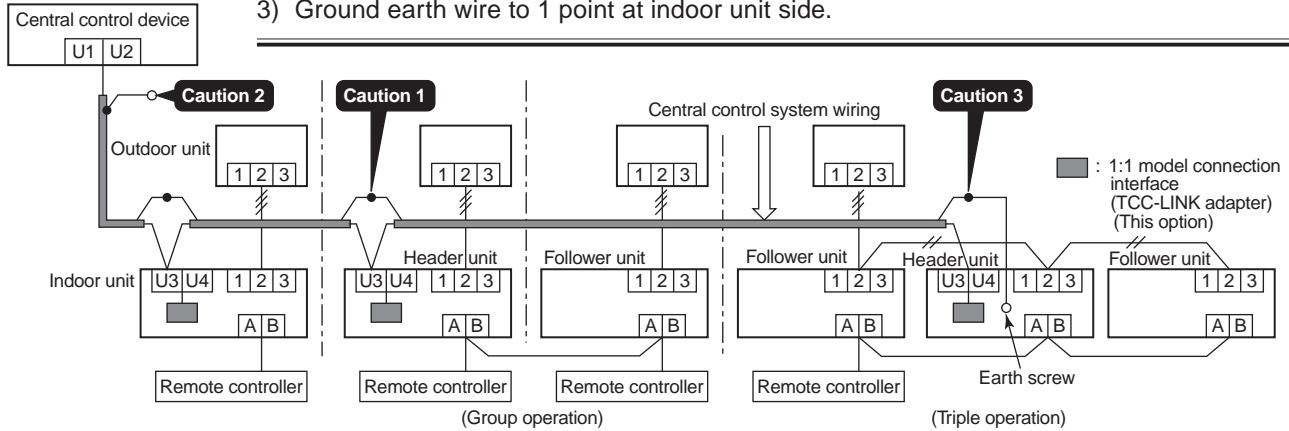 3) Ground earth wire to 1 point at indoor unit side.
Central control device
U1 U2
Caution 2
Caution 1
Central control system wiring
Caution 3
Outdoor unit
1 2 3
1 2 3
1 2 3
1 2 3
: 1:1 model connection
interface
(TCC-LINK adapter)
(This option)
Indoor unit
Header unit
Follower unit
Follower unit
Header unit
Follower unit
U3 U4
1 2 3
U3 U4
1 2 3
1 2 3
1 2 3
U3 U4
1 2 3
1 2 3
A B
A B
A B
A B
A B
A B
Earth screw
Remote controller
Remote controller
Remote controller
Remote controller
(Group operation)
(Triple operation)